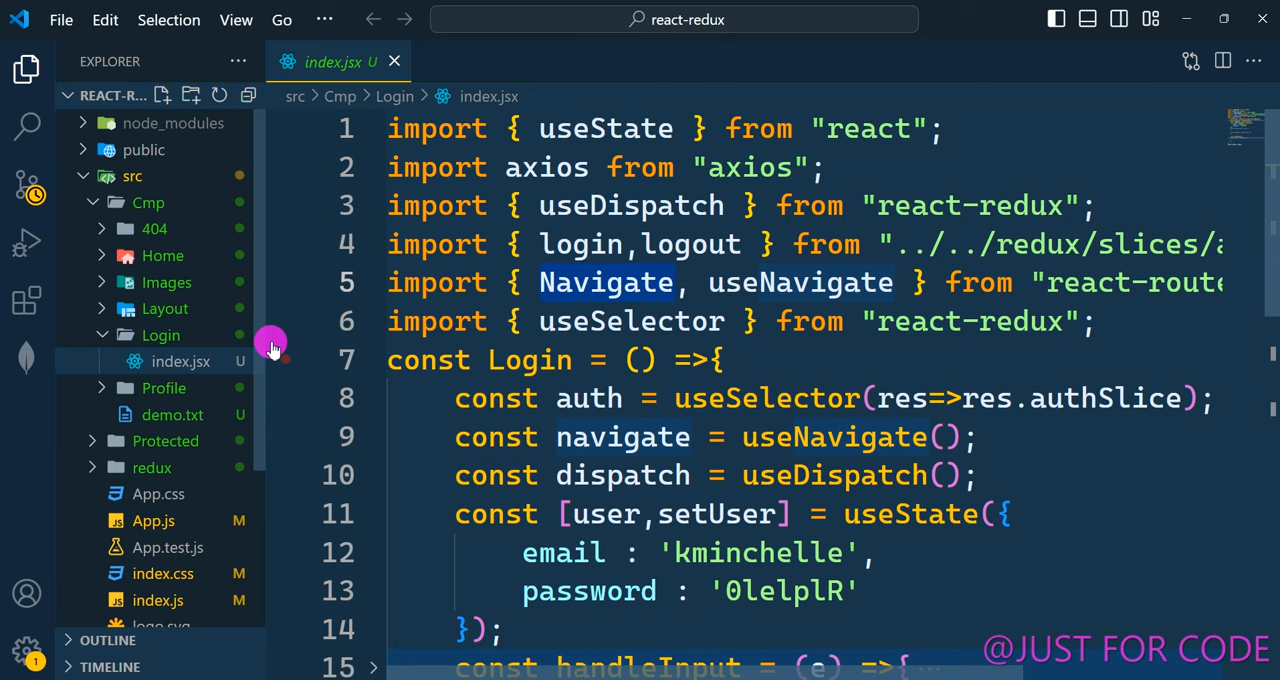 File Edit Selection View Go ··· react-redux
EXPLORER ···
index.jsx U
REACT-R...
src > Cmp > Login > index.jsx
node_modules
public
src
Cmp
404
Home
Images
Layout
Login
index.jsx U
Profile
demo.txt U
Protected
redux
App.css
App.js M
App.test.js
index.css M
index.js M
logo.svg
OUTLINE
TIMELINE
1
1 import { useState } from "react";
2 import axios from "axios";
3 import { useDispatch } from "react-redux";
4 import { login,logout } from "../../redux/slices/
5 import { Navigate, useNavigate } from "react-route
6 import { useSelector } from "react-redux";
7 const Login = () =>{
8 const auth = useSelector(res=>res.authSlice);
9 const navigate = useNavigate();
10 const dispatch = useDispatch();
11 const [user,setUser] = useState({
12 email : 'kminchelle',
13 password : '0lelplR'
14 });
15 const handleInput = (e) =>{ ···
@JUST FOR CODE